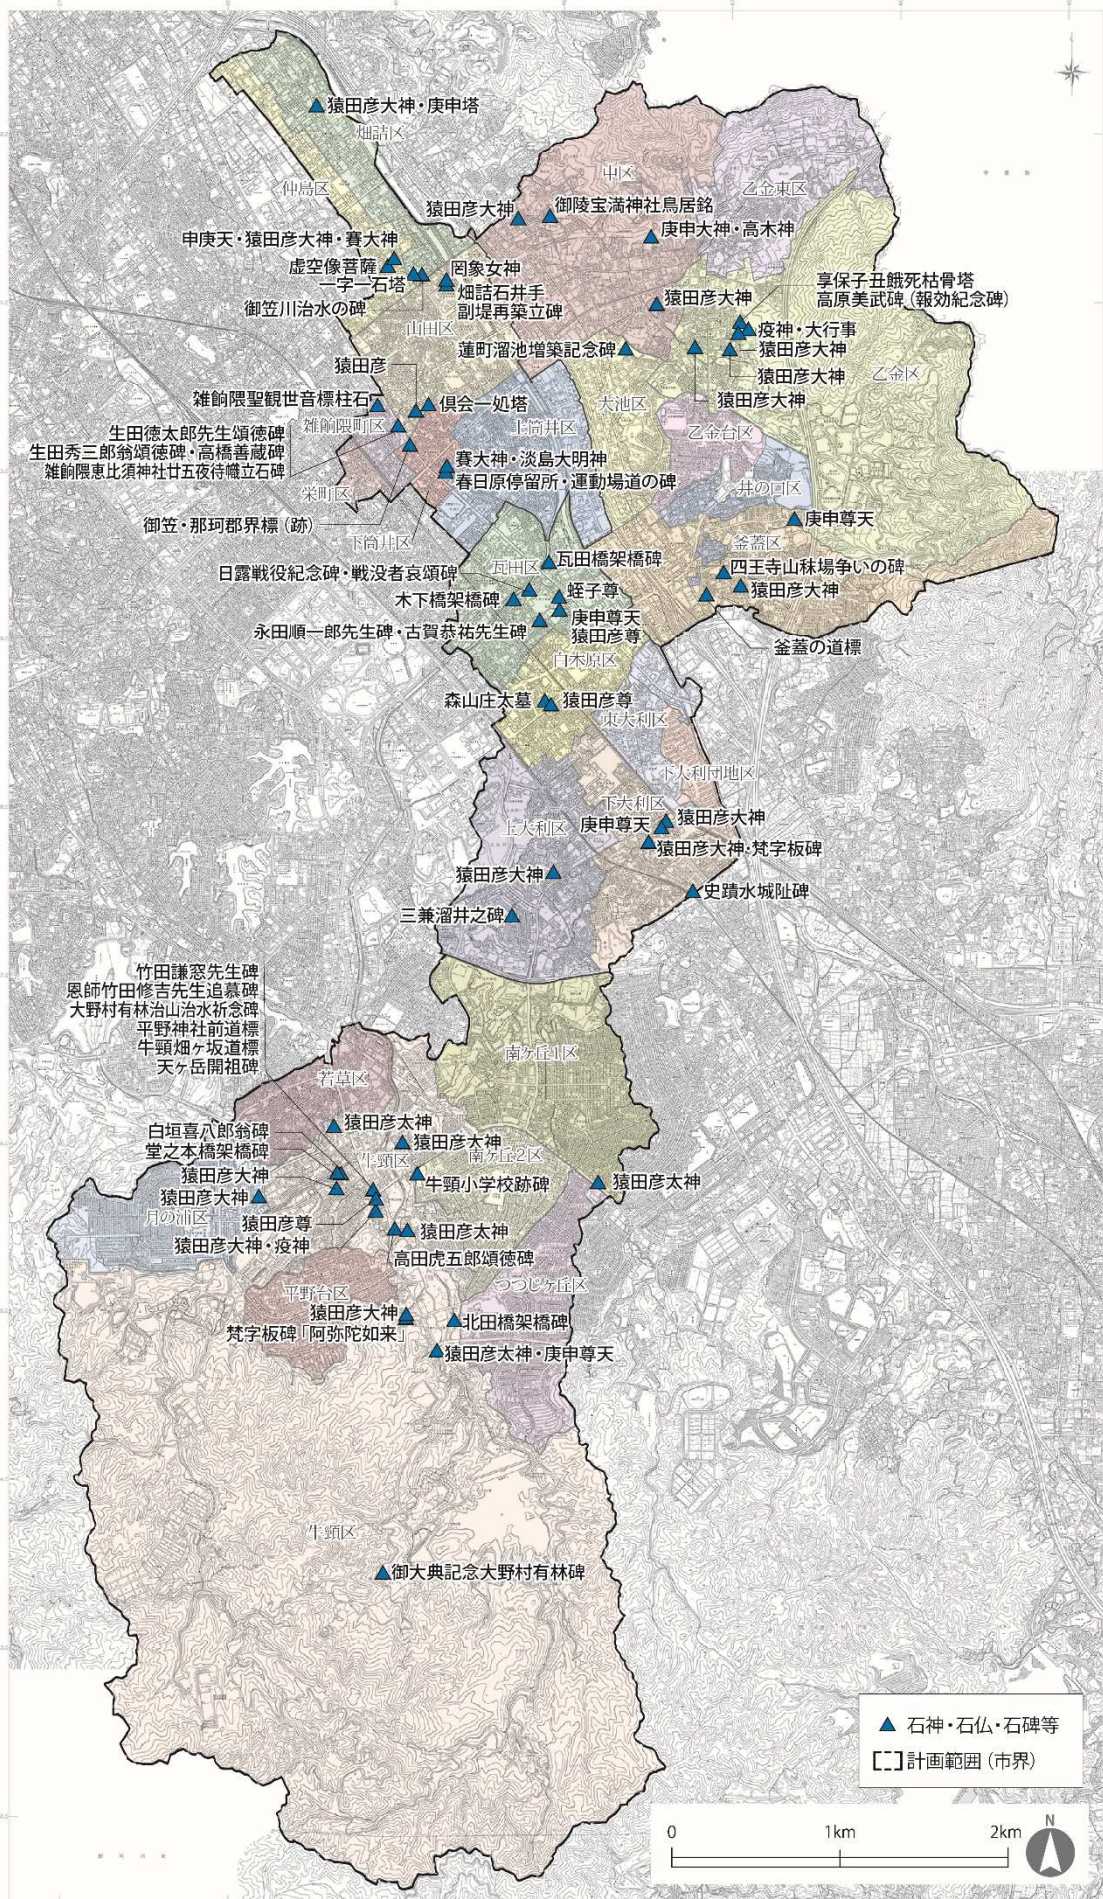 猿田彦大神・庚申塔
畑詰区
仲島区
中区
乙金東区
猿田彦大神
御陵宝満神社鳥居銘
庚申大神・高木神
申庚天・猿田彦大神・賽大神
虚空像菩薩
一字一石塔
御笠川治水の碑
罔象女神
畑詰石井手
副堤再築立碑
山田区
猿田彦大神
享保子丑餓死枯骨塔
高原美武碑（報効紀念碑）
疫神・大行事
猿田彦大神
猿田彦大神
猿田彦大神
蓮町溜池増築記念碑
乙金区
大池区
乙金台区
猿田彦
倶会一処塔
雑餉隈聖観世音標柱石
雑餉隈町区
上筒井区
生田徳太郎先生頌徳碑
生田秀三郎翁頌徳碑・高橋善蔵碑
雑餉隈恵比須神社廿五夜待幟立石碑
賽大神・淡島大明神
春日原停留所・運動場道の碑
栄町区
井の口区
御笠・那珂郡界標（跡）
下筒井区
庚申尊天
釜蓋区
瓦田区
瓦田橋架橋碑
四王寺山秣場争いの碑
日露戦役紀念碑・戦没者哀頌碑
猿田彦大神
木下橋架橋碑
蛭子尊
庚申尊天
猿田彦尊
永田順一郎先生碑・古賀恭祐先生碑
釜蓋の道標
白木原区
森山庄太墓
猿田彦尊
東大利区
下大利団地区
下大利区
上大利区
猿田彦大神
庚申尊天
猿田彦大神・梵字板碑
猿田彦大神
史蹟水城阯碑
三兼溜井之碑
竹田謙窓先生碑
恩師竹田修吉先生追慕碑
大野村有林治山治水祈念碑
平野神社前道標
牛頸畑ヶ坂道標
天ヶ岳開祖碑
南ケ丘1区
若草区
猿田彦太神
白垣喜八郎翁碑
堂之本橋架橋碑
猿田彦大神
牛頸区
南ケ丘2区
猿田彦大神
牛頸小学校跡碑
猿田彦太神
猿田彦大神
月の浦区
猿田彦尊
猿田彦大神・疫神
猿田彦太神
高田虎五郎頌徳碑
平野台区
つつじケ丘区
猿田彦大神
梵字板碑「阿弥陀如来」
北田橋架橋碑
猿田彦太神・庚申尊天
牛頸区
御大典記念大野村有林碑
石神・石仏・石碑等
計画範囲（市界）
0 1km 2km
N